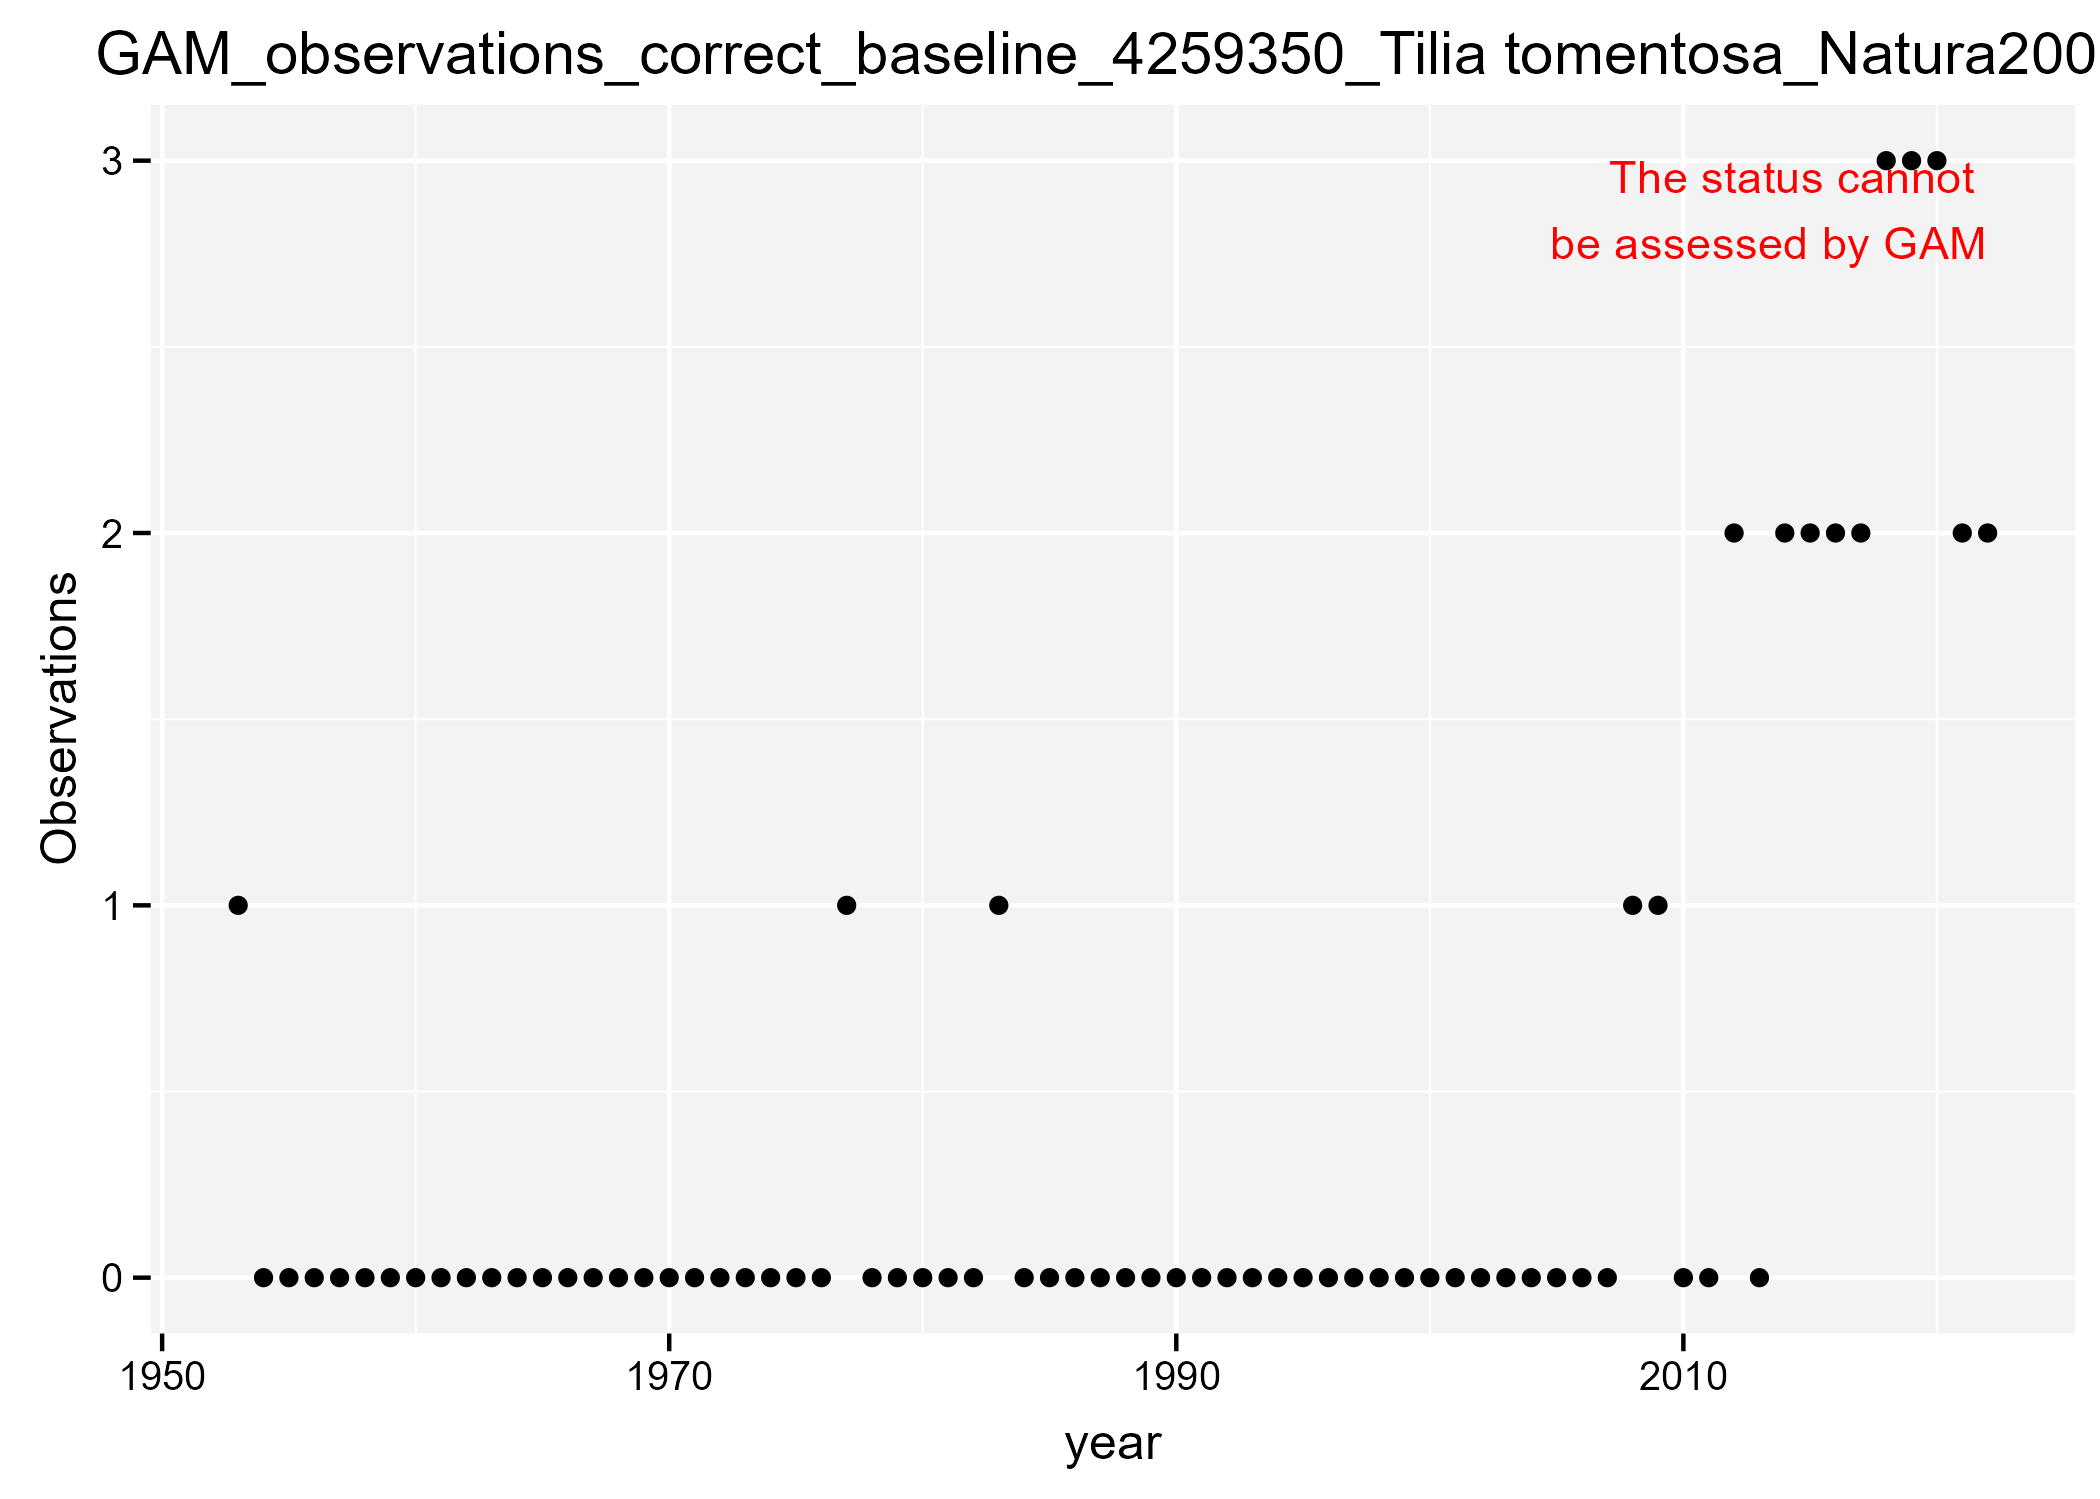 GAM_observations_correct_baseline_4259350_Tilia tomentosa_Natura200
3
The status cannot
be assessed by GAM
2
Observations
1
0
1950 1970 1990 2010
year